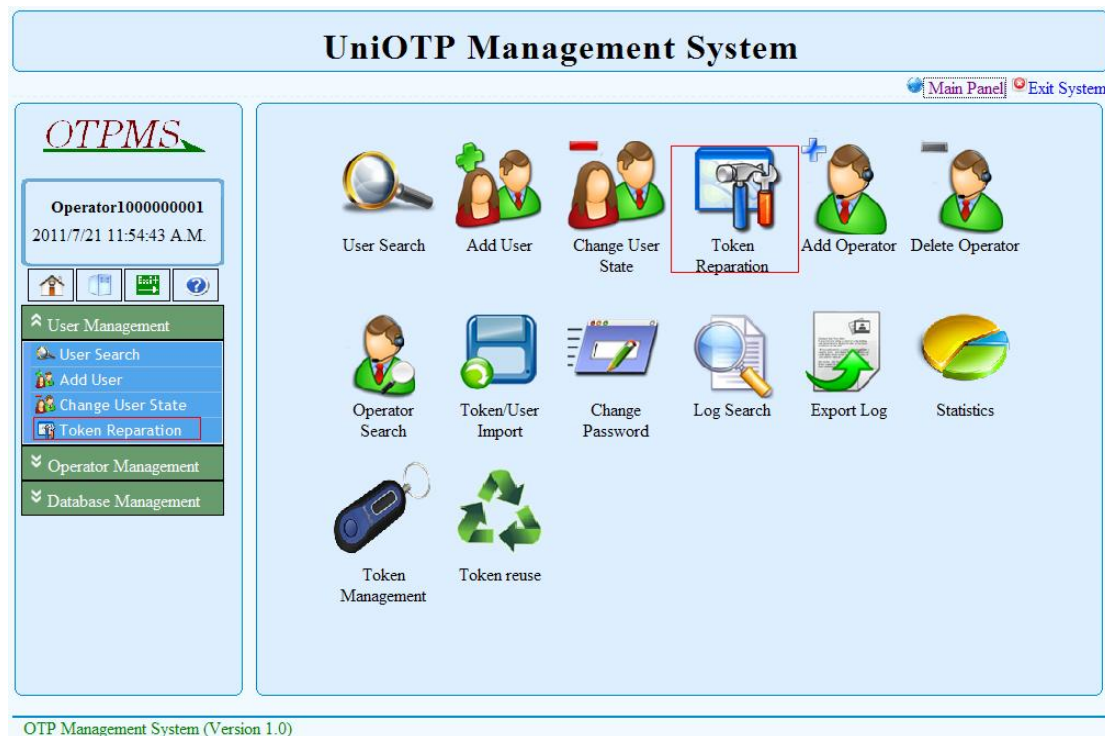 UniOTP Management System
Main Panel Exit System
OTPMS
Operator1000000001
2011/7/21 11:54:43 A.M.
Exit
User Management
User Search
Add User
Change User State
Token Reparation
Operator Management
Database Management
User Search
Add User
Change User
State
Token
Reparation
Add Operator
Delete Operator
Operator
Search
Token/User
Import
Change
Password
Log Search
Export Log
Statistics
Token
Management
Token reuse
OTP Management System (Version 1.0)